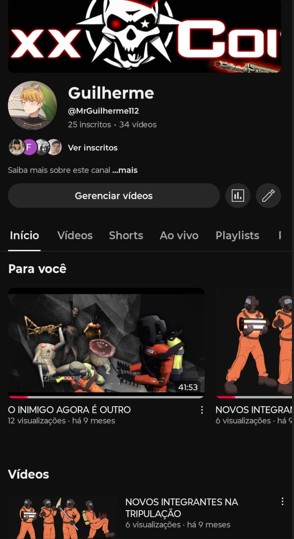 xx Cou
Guilherme
@MrGuilherme112
25 inscritos • 34 vídeos
F
Ver inscritos
Saiba mais sobre este canal ...mais
Gerenciar vídeos
Início Vídeos Shorts Ao vivo Playlists
Para você
41:53
O INIMIGO AGORA É OUTRO
12 visualizações · há 9 meses
NOVOS INTEGRAN
6 visualizações · há 9
Vídeos
NOVOS INTEGRANTES NA
TRIPULAÇÃO
6 visualizações · há 9 meses